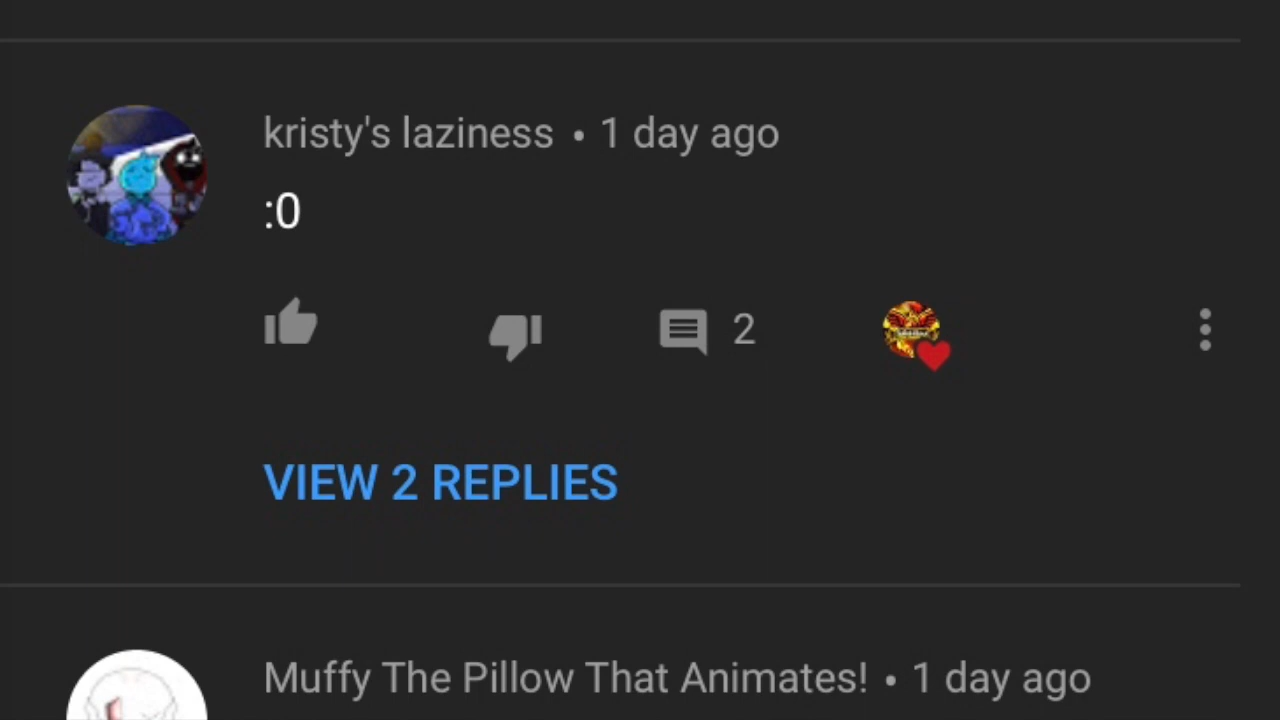 kristy's laziness • 1 day ago
:0
2
VIEW 2 REPLIES
Muffy The Pillow That Animates! • 1 day ago